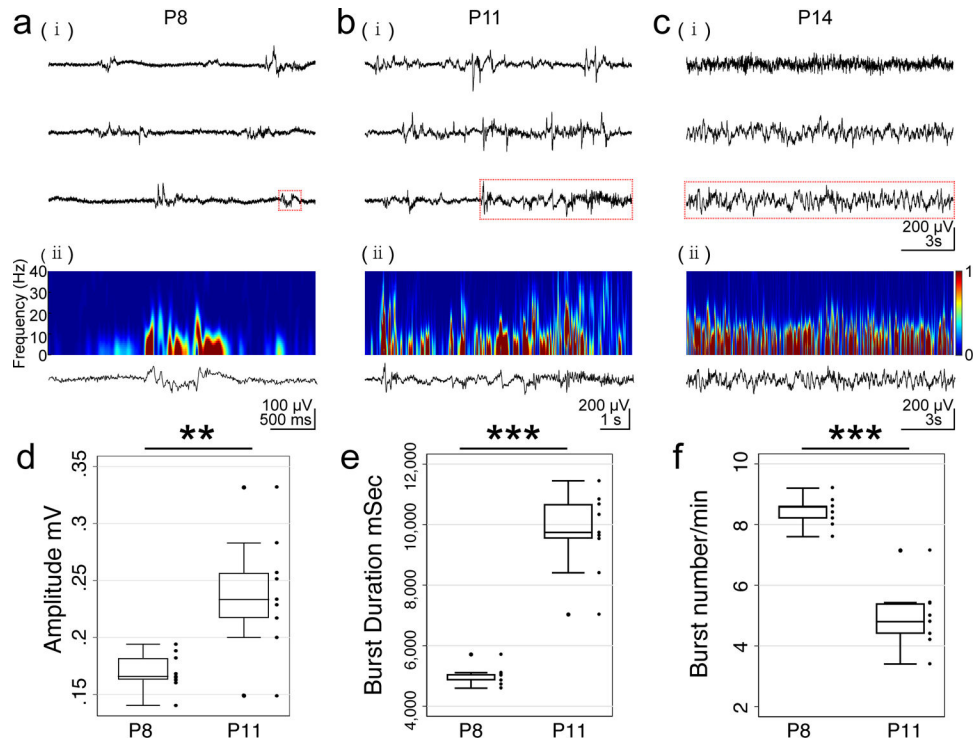 a (i) P8
b (i) P11
c (i) P14
200 µV
3s
(ii)
(ii)
(ii)
Frequency (Hz)
40
30
20
10
0
1
0
100 µV
500 ms
200 µV
1 s
200 µV
3s
d
**
Amplitude mV
.35
.3
.25
.2
.15
P8
P11
e
***
Burst Duration mSec
12,000
10,000
8,000
6,000
4,000
P8
P11
f
***
Burst number/min
10
8
6
4
2
P8
P11